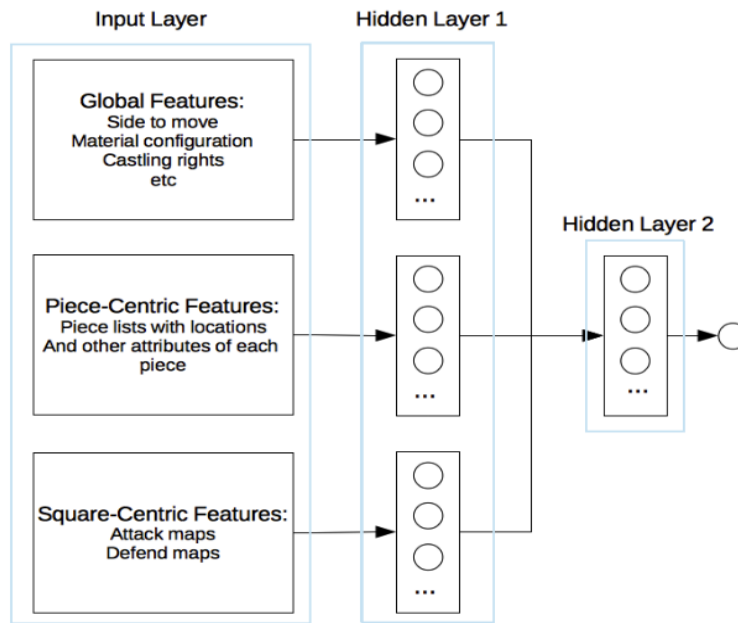 Input Layer
Hidden Layer 1
Global Features:
Side to move
Material configuration
Castling rights
etc
...
Hidden Layer 2
Piece-Centric Features:
Piece lists with locations
And other attributes of each
piece
...
...
Square-Centric Features:
Attack maps
Defend maps
...